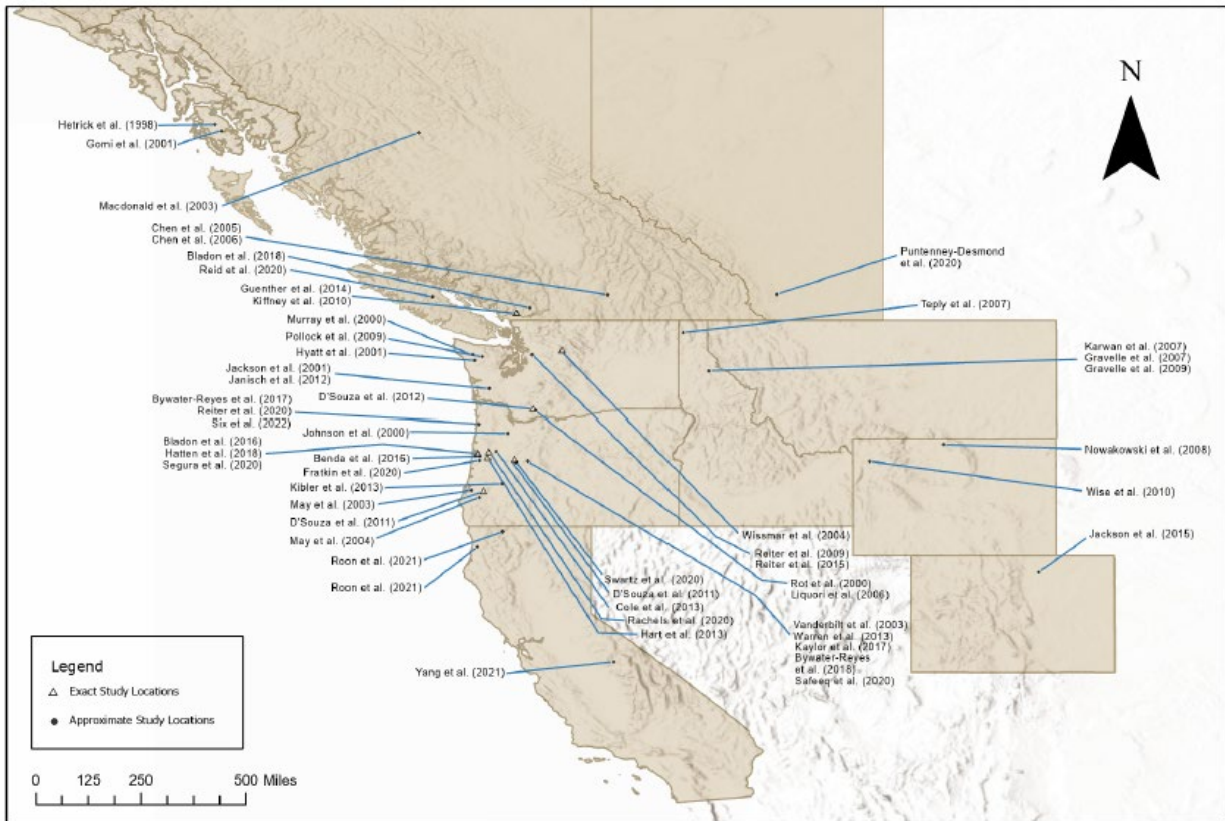 N
Hetrick et al. (1998)
Gomi et al. (2001)
Macdonald et al. (2003)
Chen et al. (2005)
Chen et al. (2006)
Bladon et al. (2018)
Reid et al. (2020)
Guenther et al. (2014)
Kiffney et al. (2010)
Murray et al. (2000)
Pollock et al. (2009)
Hyatt et al. (2001)
Jackson et al. (2001)
Janisch et al. (2012)
Bywater-Reyes et al. (2017)
Reiter et al. (2020)
Six et al. (2022)
D'Souza et al. (2012)
Johnson et al. (2000)
Bladon et al. (2016)
Hatten et al. (2018)
Segura et al. (2020)
Benda et al. (2016)
Fratkin et al. (2020)
Kibler et al. (2013)
May et al. (2003)
D'Souza et al. (2011)
May et al. (2004)
Roon et al. (2021)
Roon et al. (2021)
Yang et al. (2021)
Puntenney-Desmond
et al. (2020)
Teply et al. (2007)
Karwan et al. (2007)
Gravelle et al. (2007)
Gravelle et al. (2009)
Nowakowski et al. (2008)
Wise et al. (2010)
Jackson et al. (2015)
Wissmar et al. (2004)
Reiter et al. (2009)
Reiter et al. (2015)
Rot et al. (2000)
Liquori et al. (2006)
Swartz et al. (2020)
D'Souza et al. (2011)
Cole et al. (2013)
Rachels et al. (2020)
Hart et al. (2013)
Vanderbilt et al. (2003)
Warren et al. (2013)
Kaylor et al. (2017)
Bywater-Reyes
et al. (2018)
Safeeq et al. (2020)
Legend
Exact Study Locations
Approximate Study Locations
0 125 250 500 Miles